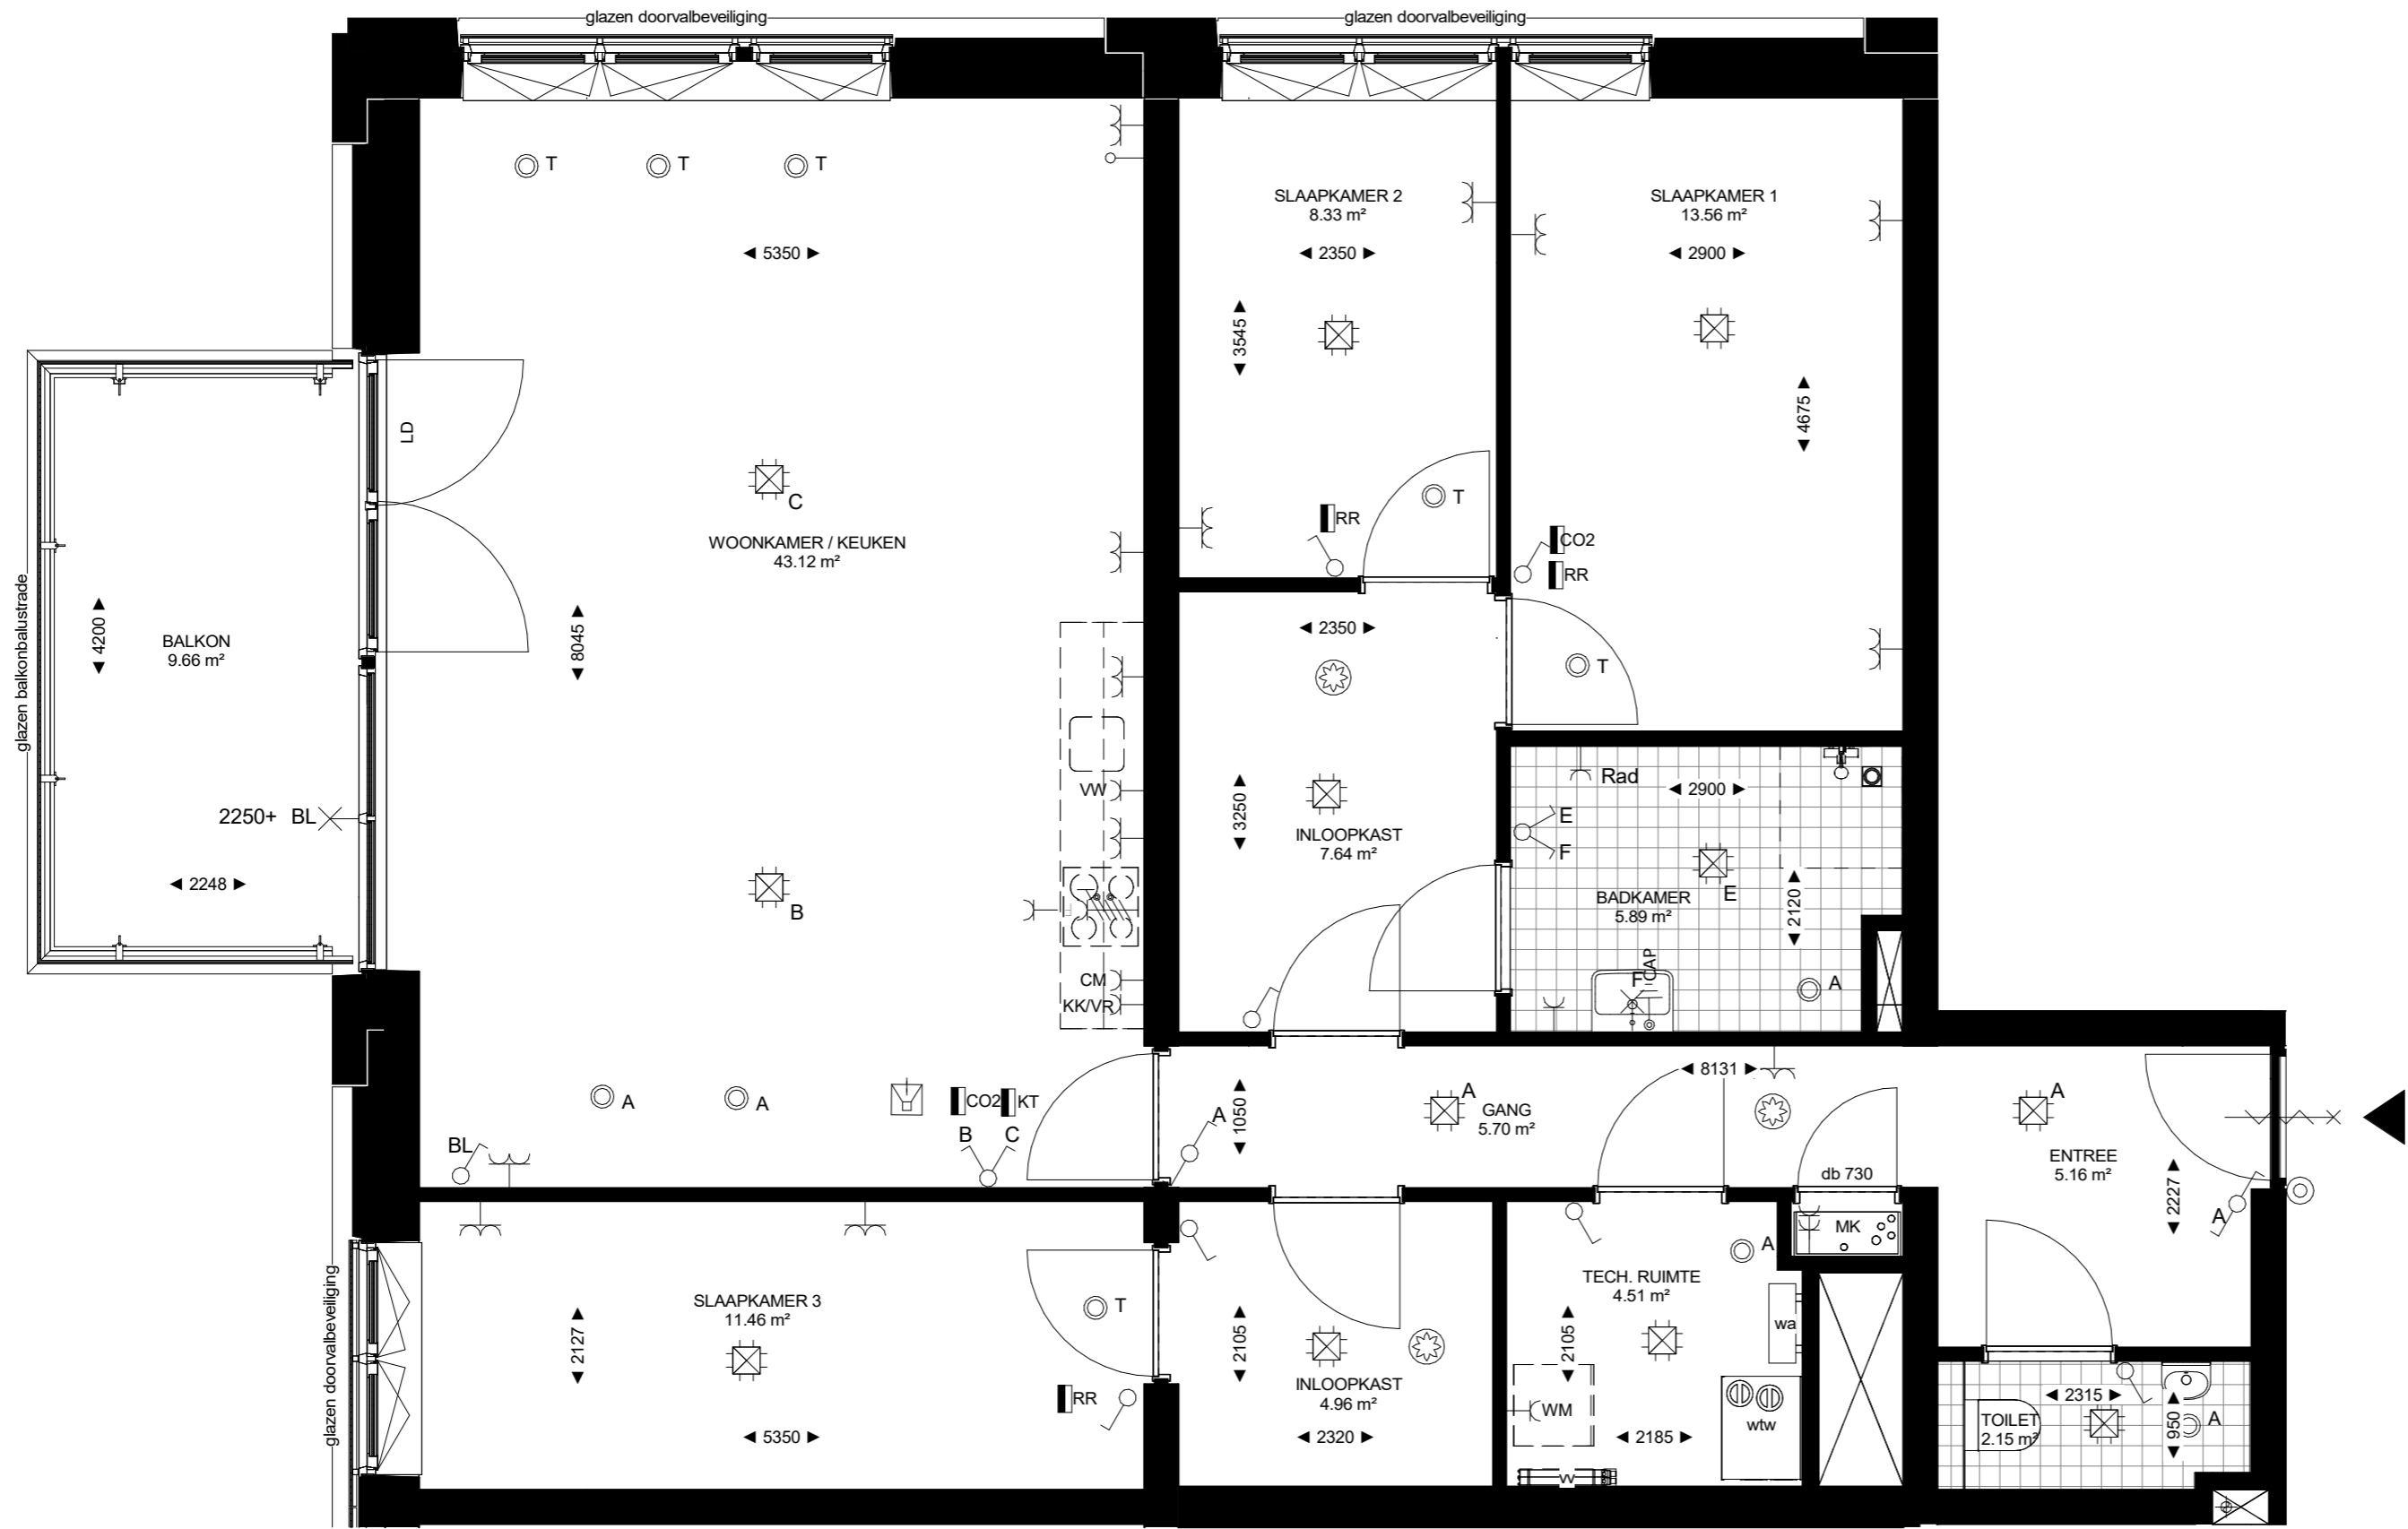 glazen doorvalbeveiliging
glazen doorvalbeveiliging
T
T
T
SLAAPKAMER 2
8.33 m²
SLAAPKAMER 1
13.56 m²
◄ 5350 ►
◄ 2350 ►
◄ 2900 ►
◄ 3545 ►
◄ 4675 ►
LD
C
WOONKAMER / KEUKEN
43.12 m²
T
RR
CO2
RR
glazen balkonbalustrade
◄ 4200 ►
BALKON
9.66 m²
◄ 8045 ►
◄ 2350 ►
T
2250+ BL
◄ 2248 ►
VW
◄ 3250 ►
INLOOPKAST
7.64 m²
Rad
◄ 2900 ►
E
F
E
BADKAMER
5.89 m²
◄ 2120 ►
B
CM
KK/VR
F
CAP
A
A
A
CO2
KT
BL
B
C
A
◄ 1050 ►
A
GANG
5.70 m²
◄ 8131 ►
A
ENTREE
5.16 m²
db 730
MK
◄ 2227 ►
A
SLAAPKAMER 3
11.46 m²
◄ 2127 ►
T
RR
◄ 5350 ►
glazen doorvalbeveiliging
◄ 2105 ►
INLOOPKAST
4.96 m²
◄ 2320 ►
A
TECH. RUIMTE
4.51 m²
◄ 2105 ►
wa
WM
◄ 2185 ►
wtw
V
◄ 2315 ►
TOILET
2.15 m²
◄ 950 ►
A